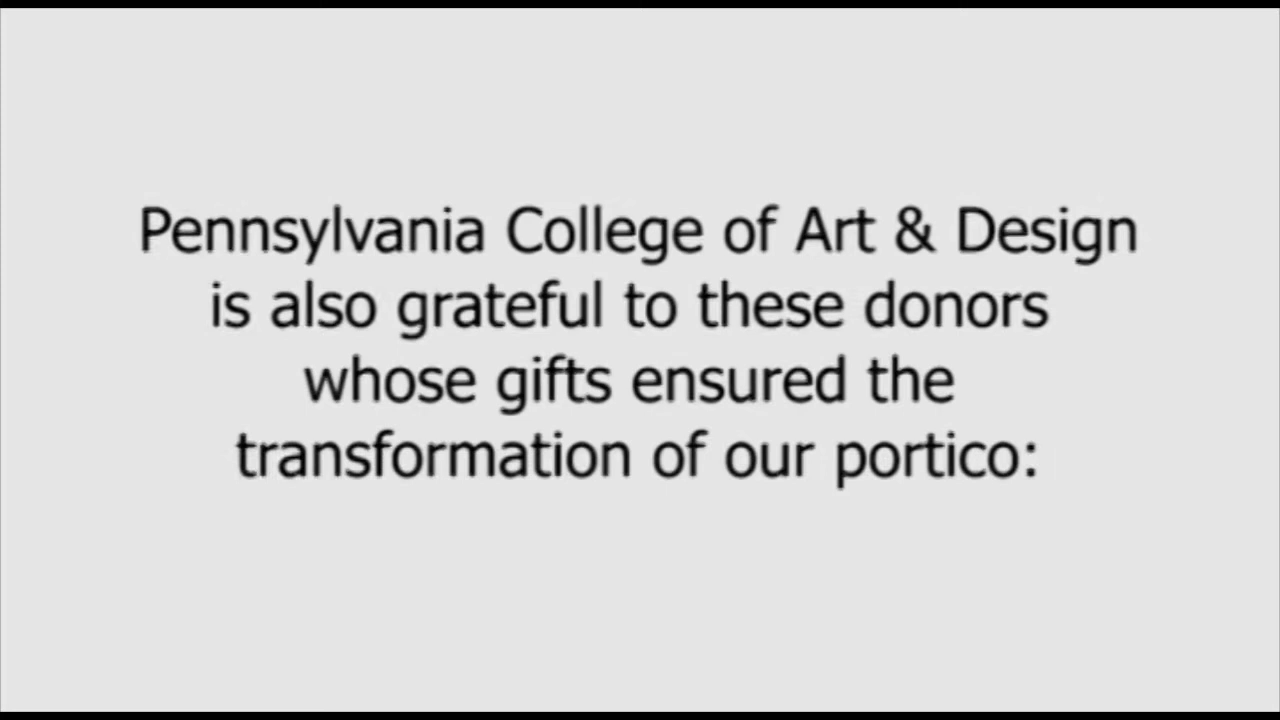 Pennsylvania College of Art & Design
is also grateful to these donors
whose gifts ensured the
transformation of our portico: